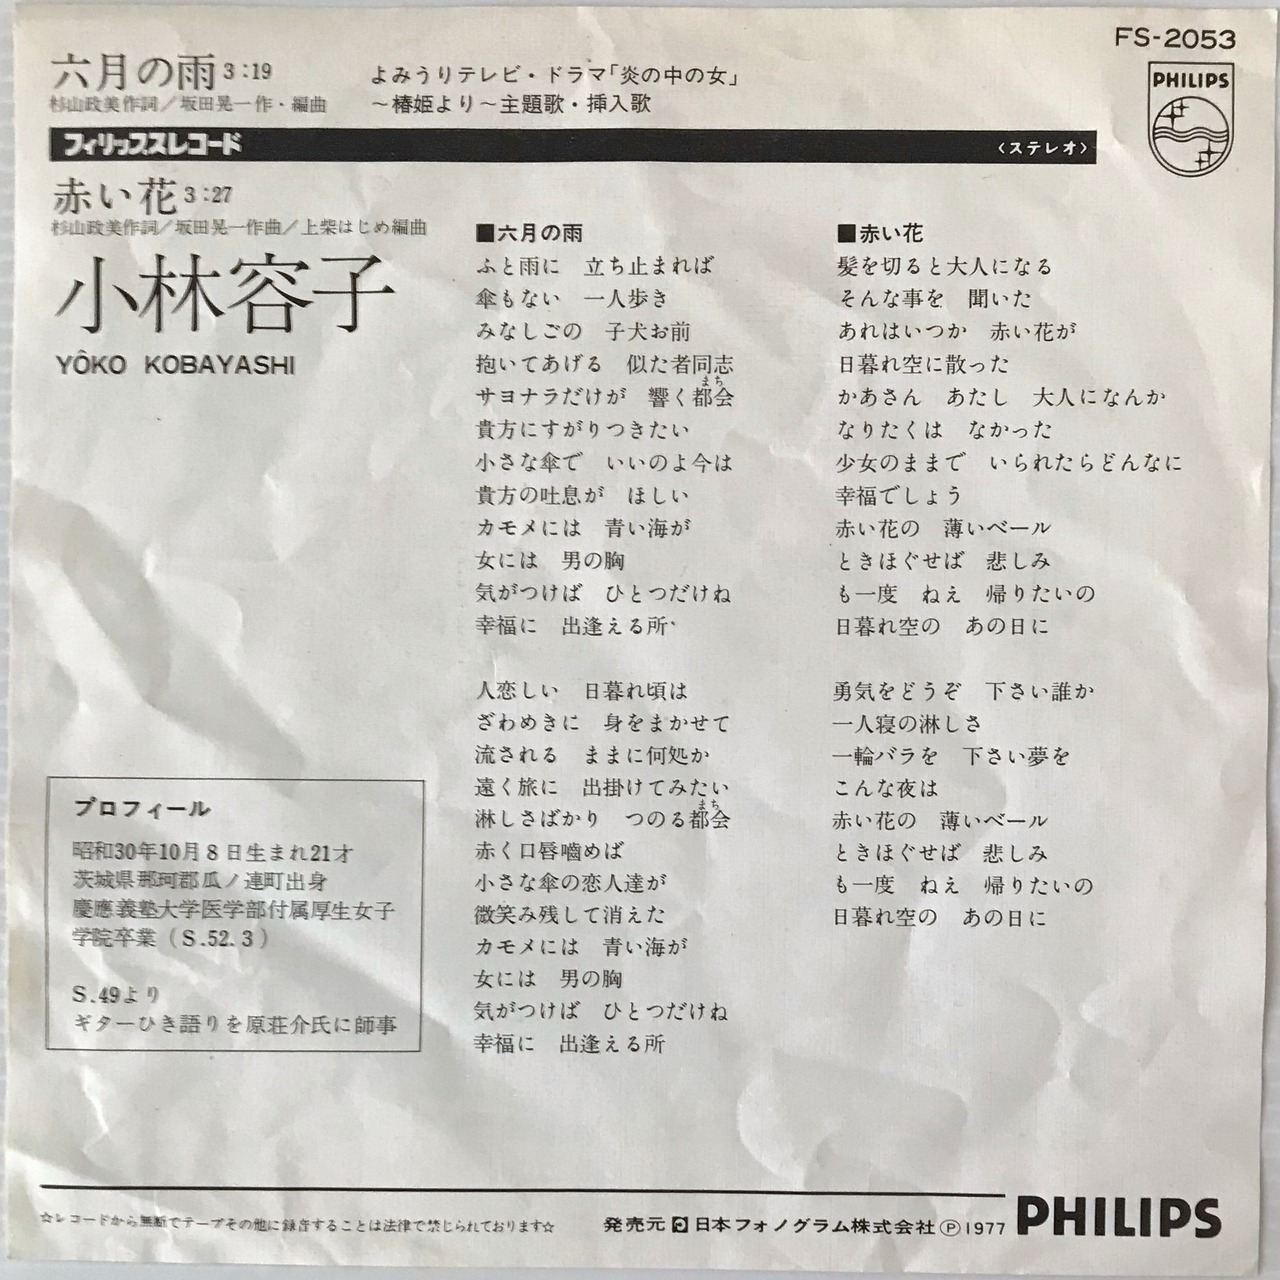 FS-2053
PHILIPS
六月の雨3:19
杉山政美作詞／坂田晃一作・編曲
よみうりテレビ・ドラマ「炎の中の女」
〜椿姫より〜主題歌・挿入歌
フィリップスレコード
〈ステレオ〉
赤い花3:27
杉山政美作詞／坂田晃一作曲／上柴はじめ編曲
小林容子
YÔKO KOBAYASHI
■六月の雨
ふと雨に　立ち止まれば
傘もない　一人歩き
みなしごの　子犬お前
抱いてあげる　似た者同志
まち
サヨナラだけが　響く都会
貴方にすがりつきたい
小さな傘で　いいのよ今は
貴方の吐息が　ほしい
カモメには　青い海が
女には　男の胸
気がつけば　ひとつだけね
幸福に　出逢える所
人恋しい　日暮れ頃は
ざわめきに　身をまかせて
流される　ままに何処か
遠く旅に　出掛けてみたい
まち
淋しさばかり　つのる都会
赤く口唇嚙めば
小さな傘の恋人達が
微笑み残して消えた
カモメには　青い海が
女には　男の胸
気がつけば　ひとつだけね
幸福に　出逢える所
■赤い花
髪を切ると大人になる
そんな事を　聞いた
あれはいつか　赤い花が
日暮れ空に散った
かあさん　あたし　大人になんか
なりたくは　なかった
少女のままで　いられたらどんなに
幸福でしょう
赤い花の　薄いベール
ときほぐせば　悲しみ
も一度　ねえ　帰りたいの
日暮れ空の　あの日に
勇気をどうぞ　下さい誰か
一人寝の淋しさ
一輪バラを　下さい夢を
こんな夜は
赤い花の　薄いベール
ときほぐせば　悲しみ
も一度　ねえ　帰りたいの
日暮れ空の　あの日に
プロフィール
昭和30年10月8日生まれ21才
茨城県那珂郡瓜ノ連町出身
慶應義塾大学医学部付属厚生女子
学院卒業（S.52.3）
S.49より
ギターひき語りを原荘介氏に師事
☆レコードから無断でテープその他に録音することは法律で禁じられております☆
発売元 日本フォノグラム株式会社Ⓟ1977
PHILIPS